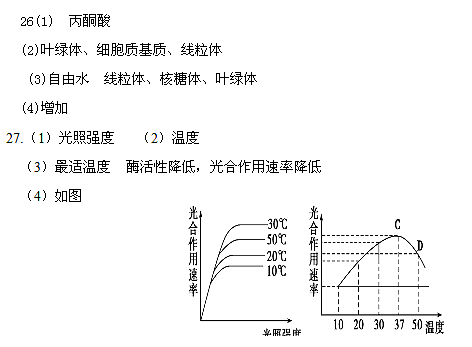 26(1) 丙酮酸
(2)叶绿体、细胞质基质、线粒体
(3)自由水 线粒体、核糖体、叶绿体
(4)增加
27.（1）光照强度 （2）温度
（3）最适温度 酶活性降低，光合作用速率降低
（4）如图
光合作用速率
30℃
50℃
20℃
10℃
光照强度
光合作用速率
C
D
10 20 30 37 50 温度